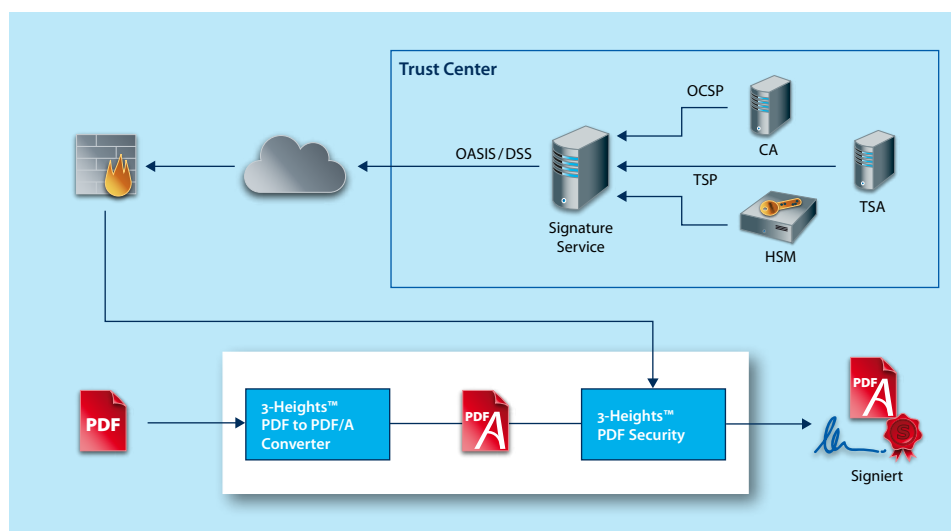 Trust Center
OCSP
CA
OASIS / DSS
TSP
TSA
Signature
Service
HSM
PDF
3-Heights™
PDF to PDF/A
Converter
PDF
A
3-Heights™
PDF Security
PDF
A
S
Signiert